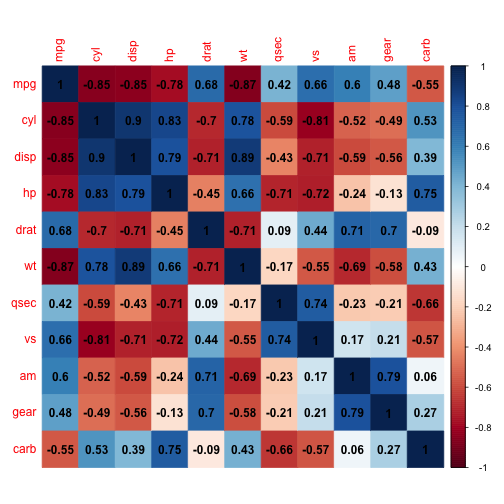 mpg cyl disp hp drat wt qsec vs am gear carb
mpg 1 -0.85 -0.85 -0.78 0.68 -0.87 0.42 0.66 0.6 0.48 -0.55
cyl -0.85 1 0.9 0.83 -0.7 0.78 -0.59 -0.81 -0.52 -0.49 0.53
disp -0.85 0.9 1 0.79 -0.71 0.89 -0.43 -0.71 -0.59 -0.56 0.39
hp -0.78 0.83 0.79 1 -0.45 0.66 -0.71 -0.72 -0.24 -0.13 0.75
drat 0.68 -0.7 -0.71 -0.45 1 -0.71 0.09 0.44 0.71 0.7 -0.09
wt -0.87 0.78 0.89 0.66 -0.71 1 -0.17 -0.55 -0.69 -0.58 0.43
qsec 0.42 -0.59 -0.43 -0.71 0.09 -0.17 1 0.74 -0.23 -0.21 -0.66
vs 0.66 -0.81 -0.71 -0.72 0.44 -0.55 0.74 1 0.17 0.21 -0.57
am 0.6 -0.52 -0.59 -0.24 0.71 -0.69 -0.23 0.17 1 0.79 0.06
gear 0.48 -0.49 -0.56 -0.13 0.7 -0.58 -0.21 0.21 0.79 1 0.27
carb -0.55 0.53 0.39 0.75 -0.09 0.43 -0.66 -0.57 0.06 0.27 1
1
0.8
0.6
0.4
0.2
0
-0.2
-0.4
-0.6
-0.8
-1